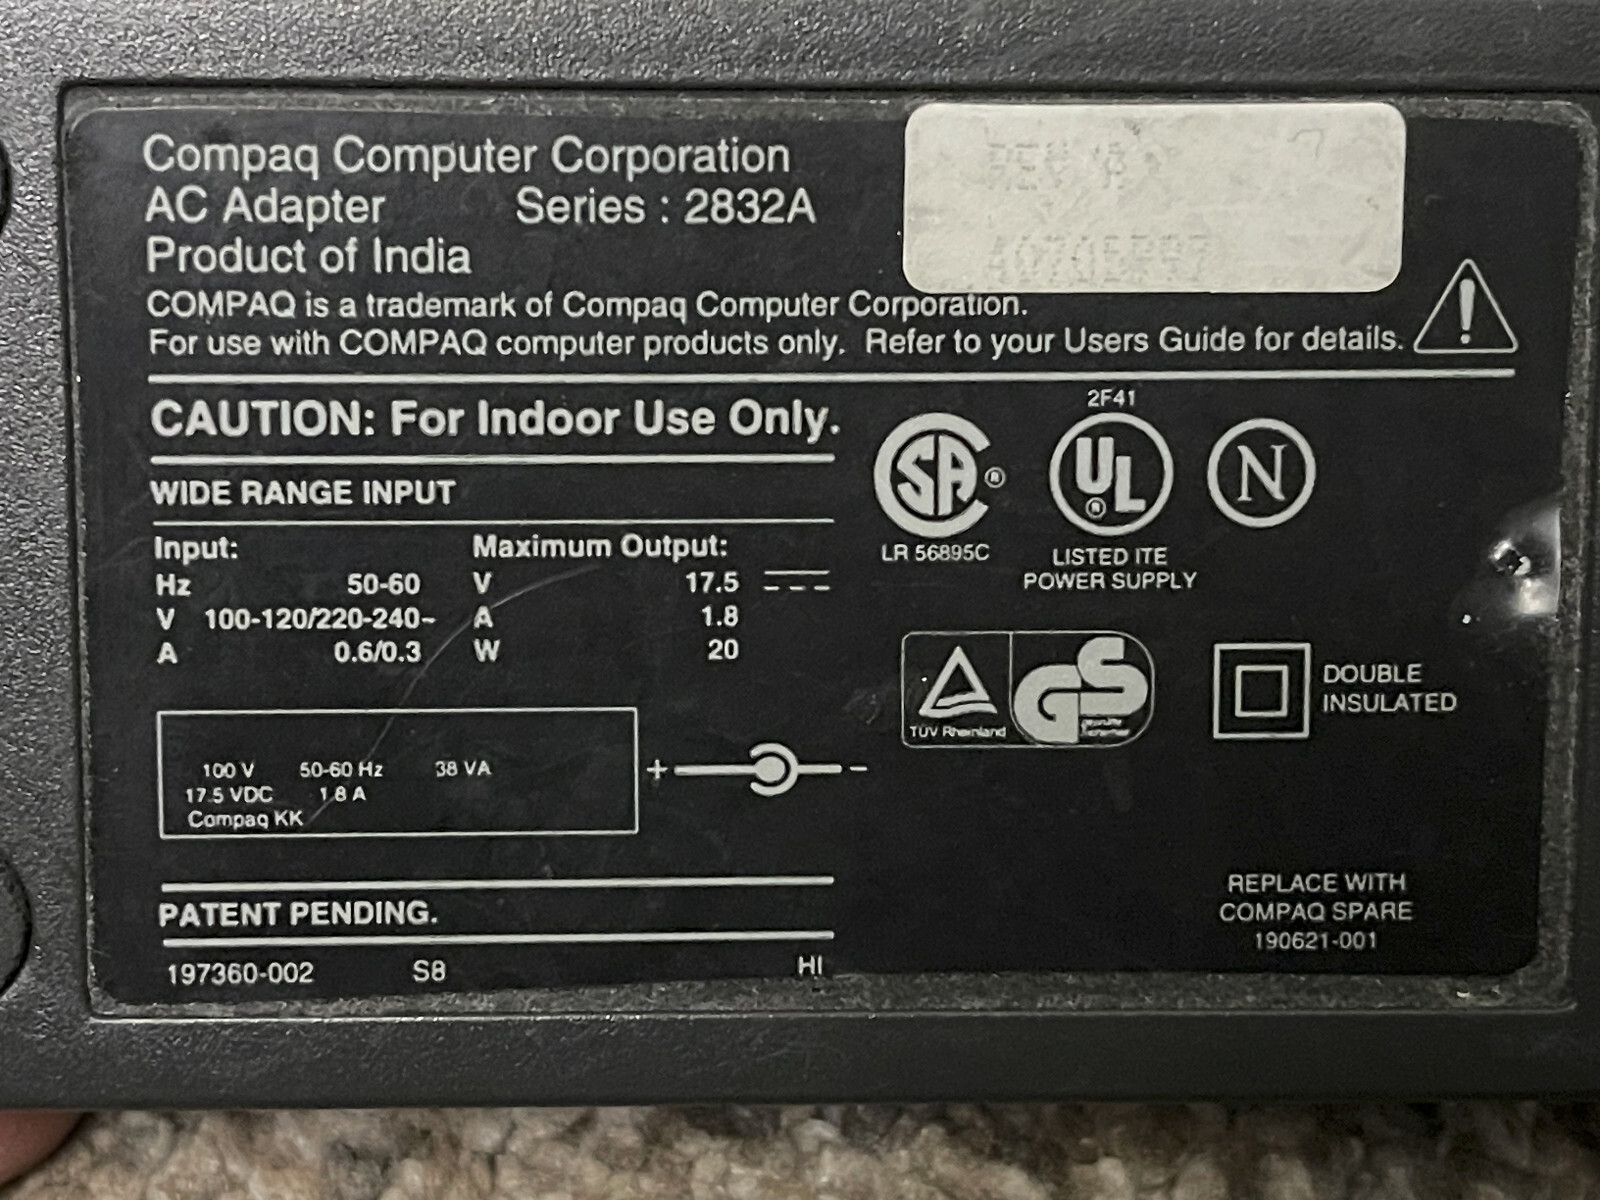 Compaq Computer Corporation
AC Adapter Series : 2832A
Product of India
COMPAQ is a trademark of Compaq Computer Corporation.
For use with COMPAQ computer products only. Refer to your Users Guide for details.
!
CAUTION: For Indoor Use Only.
WIDE RANGE INPUT
Input: Maximum Output:
Hz 50-60 V 17.5
V 100-120/220-240~ A 1.8
A 0.6/0.3 W 20
100 V 50-60 Hz 38 VA
17.5 VDC 1.8 A
Compaq KK
+ -
PATENT PENDING.
197360-002 S8 HI
2F41
SA ® UL ® N
LR 56895C
LISTED ITE
POWER SUPPLY
TÜV Rheinland
GS
geprüfte
Sicherheit
DOUBLE
INSULATED
REPLACE WITH
COMPAQ SPARE
190621-001